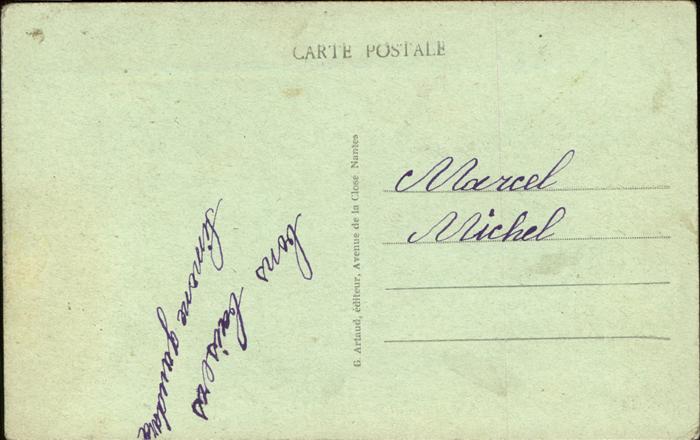 CARTE POSTALE
bons baisers
Simone
G. Artaud, éditeur, Avenue de la Close Nantes
Marcel
Michel